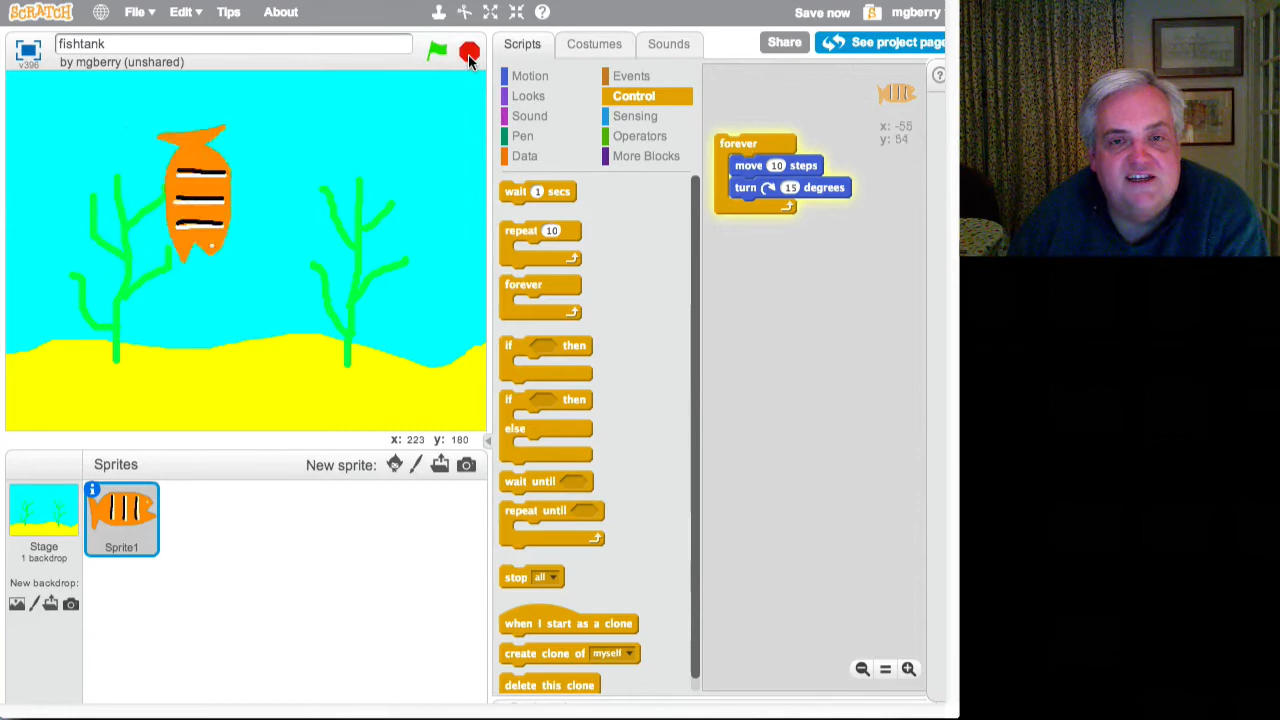 SCRATCH File Edit Tips About Save now mgberry
v396 fishtank
by mgberry (unshared)
Scripts Costumes Sounds Share See project page
Motion Events
Looks Control
Sound Sensing
Pen Operators
Data More Blocks
wait 1 secs
repeat 10
forever
if then
if then
else
wait until
repeat until
stop all
when I start as a clone
create clone of myself
delete this clone
x: -55
y: 54
forever
move 10 steps
turn 15 degrees
x: 223 y: 180
Sprites New sprite:
Stage
1 backdrop
New backdrop:
i
Sprite1
?